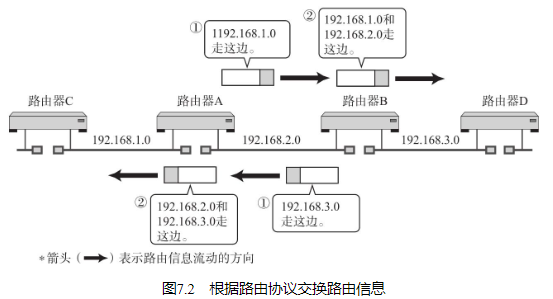 ①
1192.168.1.0
走这边。
②
192.168.1.0和
192.168.2.0走
这边。
路由器C
路由器A
路由器B
路由器D
192.168.1.0
192.168.2.0
192.168.3.0
②
192.168.2.0和
192.168.3.0走
这边。
①
192.168.3.0
走这边。
*箭头（ ）表示路由信息流动的方向
图7.2 根据路由协议交换路由信息